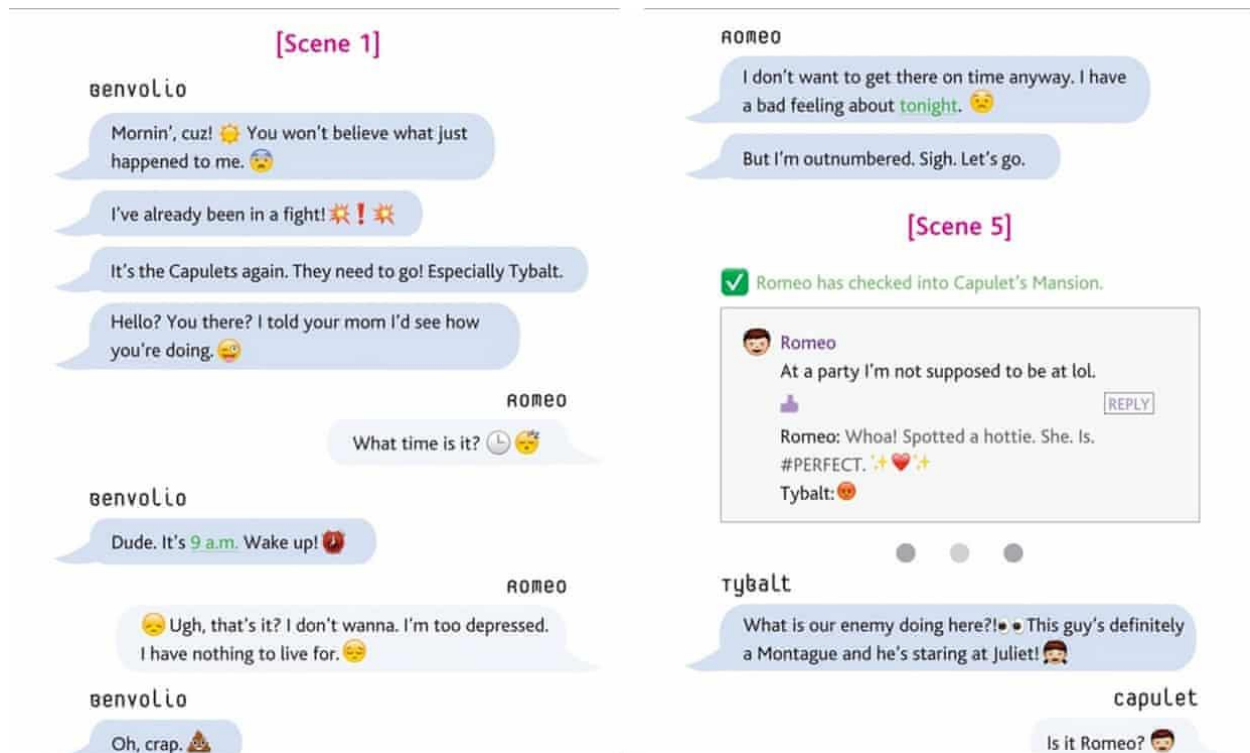 [Scene 1]
Benvolio
Mornin', cuz! ☀️ You won't believe what just
happened to me. 😨
I've already been in a fight! 💥❗💥
It's the Capulets again. They need to go! Especially Tybalt.
Hello? You there? I told your mom I'd see how
you're doing. 😜
Romeo
What time is it? 🕒 😴
Benvolio
Dude. It's 9 a.m. Wake up! ⏰
Romeo
😞 Ugh, that's it? I don't wanna. I'm too depressed.
I have nothing to live for. 😔
Benvolio
Oh, crap. 💩
Romeo
I don't want to get there on time anyway. I have
a bad feeling about tonight. 😟
But I'm outnumbered. Sigh. Let's go.
[Scene 5]
✅ Romeo has checked into Capulet's Mansion.
Romeo
At a party I'm not supposed to be at lol.
REPLY
Romeo: Whoa! Spotted a hottie. She. Is.
#PERFECT. ✨❤️✨
Tybalt: 😡
Tybalt
What is our enemy doing here?! 👀 This guy's definitely
a Montague and he's staring at Juliet! 👧
Capulet
Is it Romeo? 👦